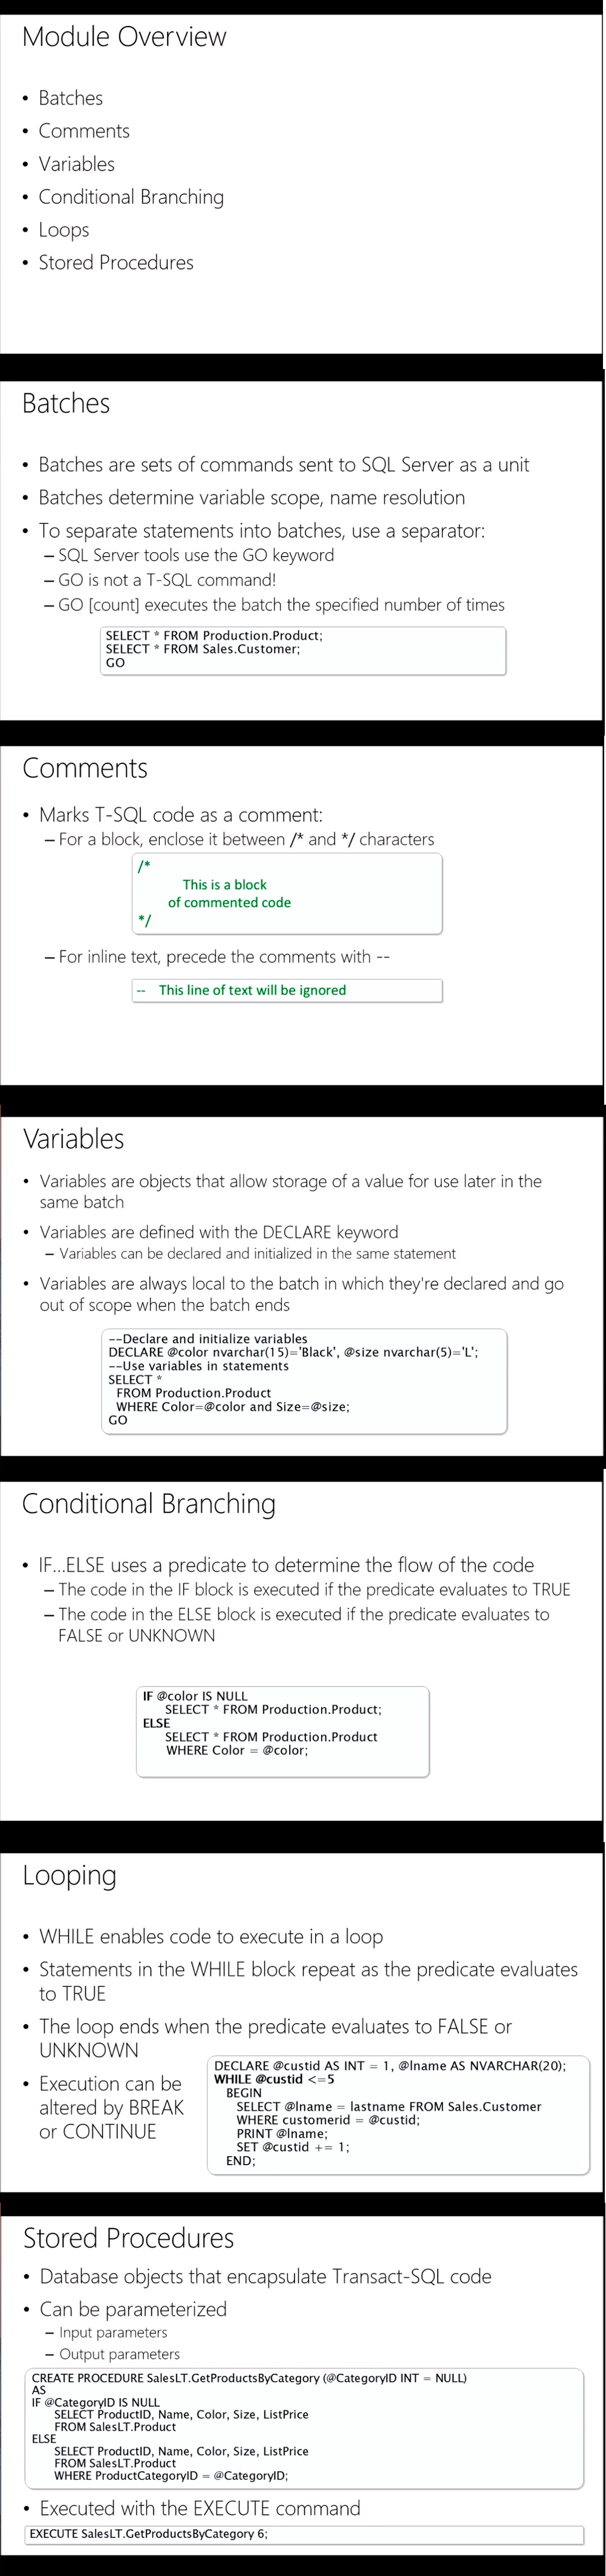 Module Overview
• Batches
• Comments
• Variables
• Conditional Branching
• Loops
• Stored Procedures
Batches
• Batches are sets of commands sent to SQL Server as a unit
• Batches determine variable scope, name resolution
• To separate statements into batches, use a separator:
– SQL Server tools use the GO keyword
– GO is not a T-SQL command!
– GO [count] executes the batch the specified number of times
SELECT * FROM Production.Product;
SELECT * FROM Sales.Customer;
GO
Comments
• Marks T-SQL code as a comment:
– For a block, enclose it between /* and */ characters
/*
This is a block
of commented code
*/
– For inline text, precede the comments with --
-- This line of text will be ignored
Variables
• Variables are objects that allow storage of a value for use later in the
same batch
• Variables are defined with the DECLARE keyword
– Variables can be declared and initialized in the same statement
• Variables are always local to the batch in which they're declared and go
out of scope when the batch ends
--Declare and initialize variables
DECLARE @color nvarchar(15)='Black', @size nvarchar(5)='L';
--Use variables in statements
SELECT *
FROM Production.Product
WHERE Color=@color and Size=@size;
GO
Conditional Branching
• IF...ELSE uses a predicate to determine the flow of the code
– The code in the IF block is executed if the predicate evaluates to TRUE
– The code in the ELSE block is executed if the predicate evaluates to
FALSE or UNKNOWN
IF @color IS NULL
SELECT * FROM Production.Product;
ELSE
SELECT * FROM Production.Product
WHERE Color = @color;
Looping
• WHILE enables code to execute in a loop
• Statements in the WHILE block repeat as the predicate evaluates
to TRUE
• The loop ends when the predicate evaluates to FALSE or
UNKNOWN
• Execution can be
altered by BREAK
or CONTINUE
DECLARE @custid AS INT = 1, @lname AS NVARCHAR(20);
WHILE @custid <=5
BEGIN
SELECT @lname = lastname FROM Sales.Customer
WHERE customerid = @custid;
PRINT @lname;
SET @custid += 1;
END;
Stored Procedures
• Database objects that encapsulate Transact-SQL code
• Can be parameterized
– Input parameters
– Output parameters
CREATE PROCEDURE SalesLT.GetProductsByCategory (@CategoryID INT = NULL)
AS
IF @CategoryID IS NULL
SELECT ProductID, Name, Color, Size, ListPrice
FROM SalesLT.Product
ELSE
SELECT ProductID, Name, Color, Size, ListPrice
FROM SalesLT.Product
WHERE ProductCategoryID = @CategoryID;
• Executed with the EXECUTE command
EXECUTE SalesLT.GetProductsByCategory 6;